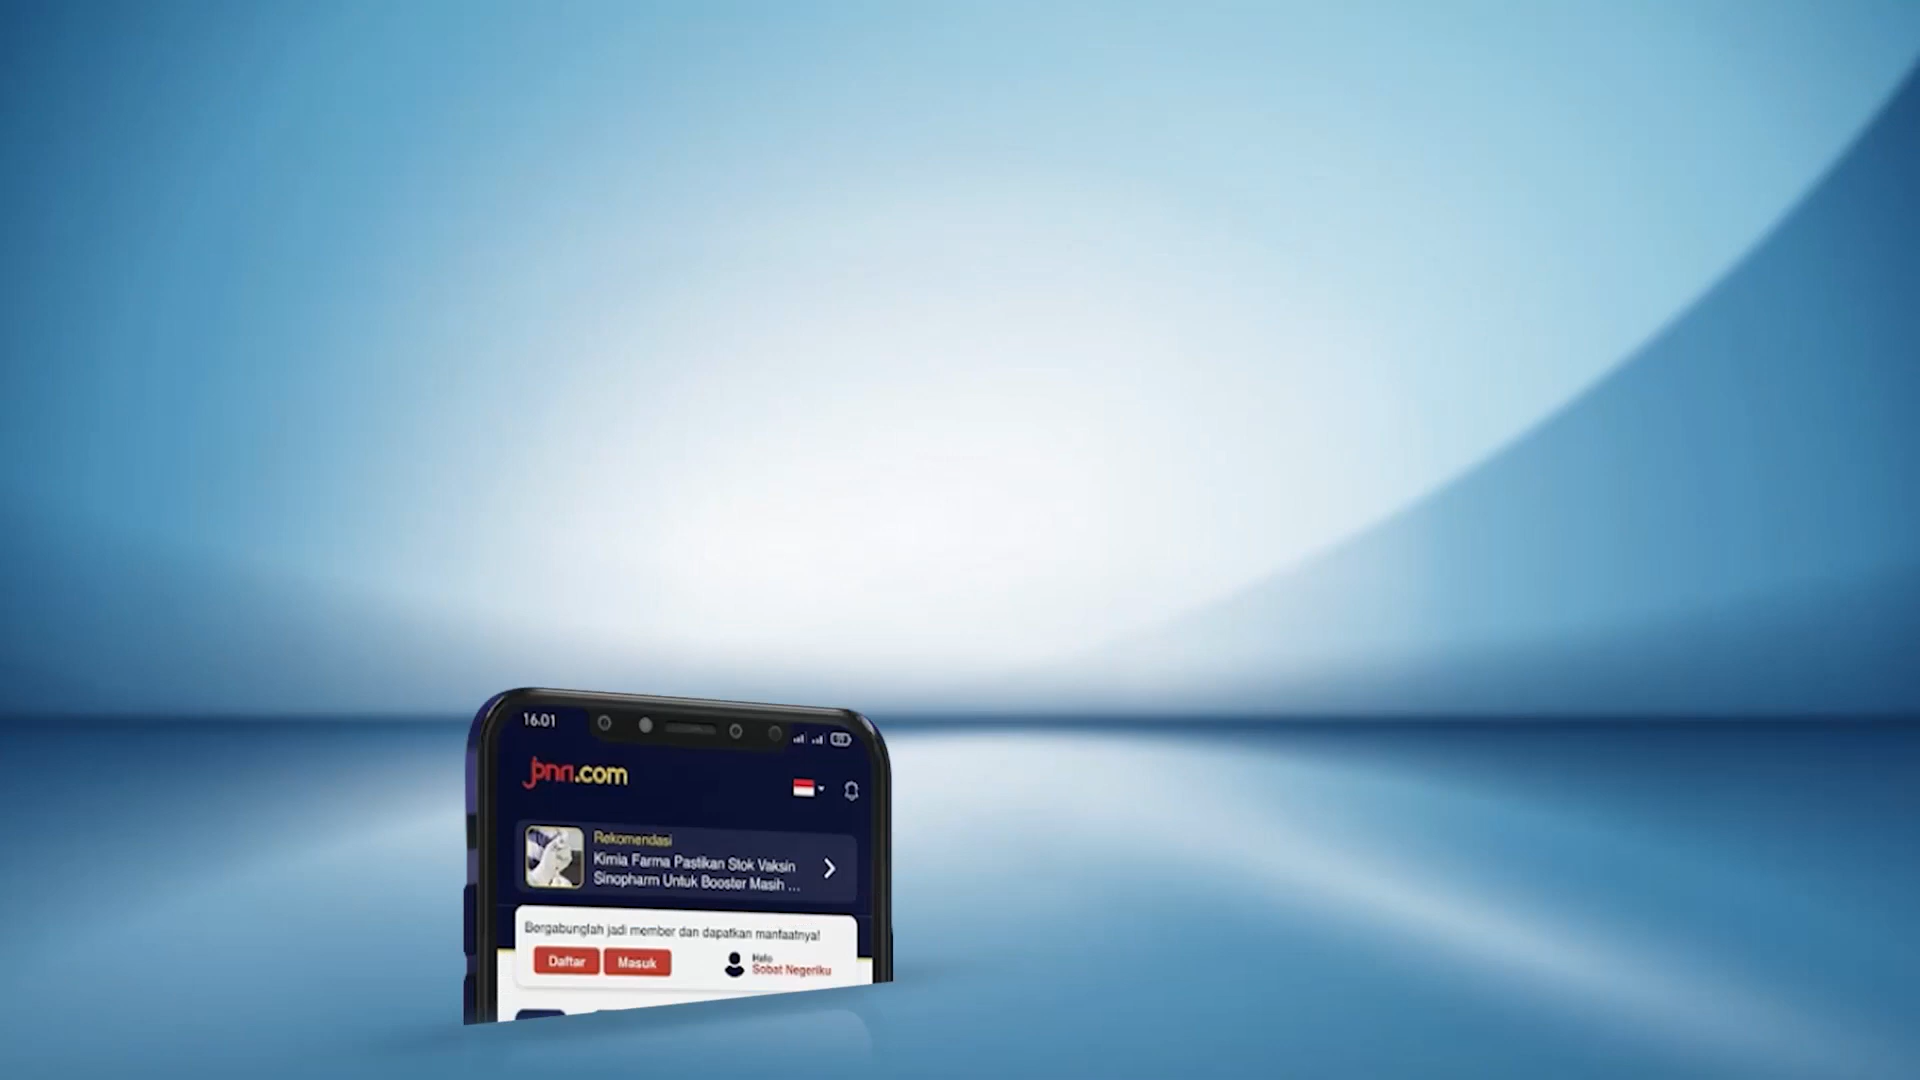 16.01
jpnn.com
Rekomendasi
Kimia Farma Pastikan Stok Vaksin
Sinopharm Untuk Booster Masih ...
Bergabunglah jadi member dan dapatkan manfaatnya!
Daftar
Masuk
Halo
Sobat Negeriku